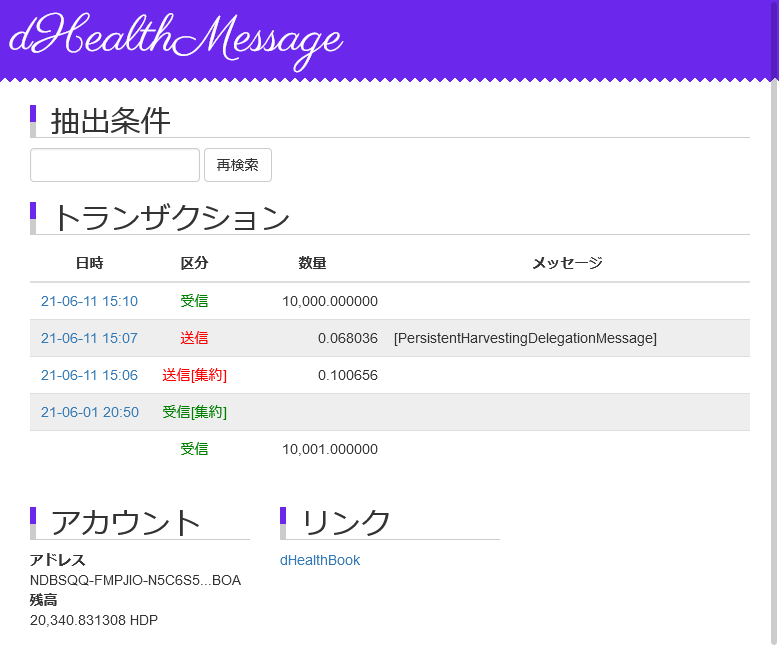 dHealthMessage
抽出条件
再検索
トランザクション
日時 区分 数量 メッセージ
21-06-11 15:10 受信 10,000.000000
21-06-11 15:07 送信 0.068036 [PersistentHarvestingDelegationMessage]
21-06-11 15:06 送信[集約] 0.100656
21-06-01 20:50 受信[集約]
受信 10,001.000000
アカウント
アドレス
NDBSQQ-FMPJIO-N5C6S5...BOA
残高
20,340.831308 HDP
リンク
dHealthBook